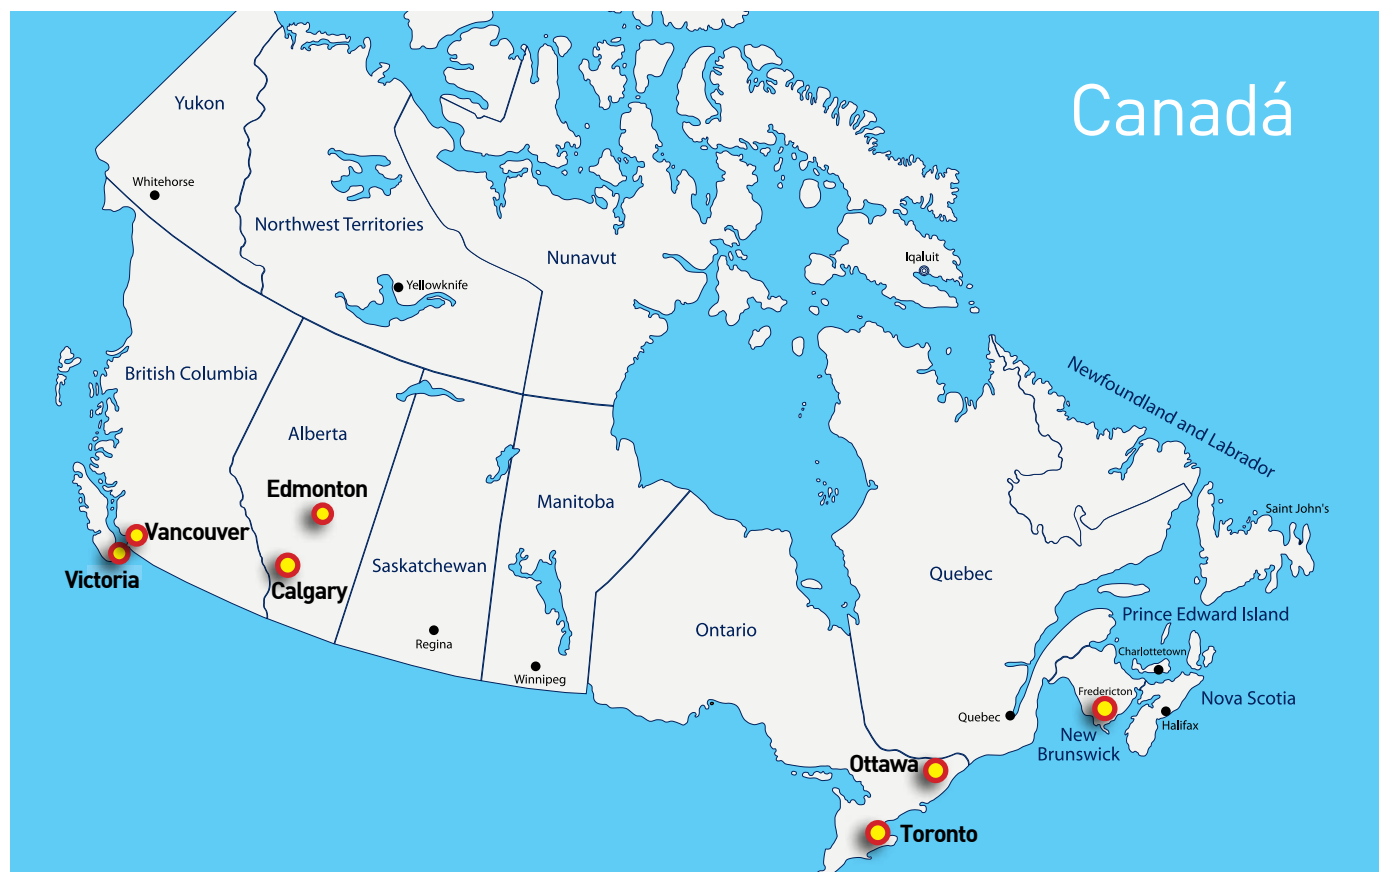 Canadá
Yukon
Whitehorse
Northwest Territories
Yellowknife
Nunavut
Iqaluit
British Columbia
Alberta
Edmonton
Vancouver
Victoria
Calgary
Saskatchewan
Regina
Manitoba
Winnipeg
Ontario
Quebec
Quebec
Newfoundland and Labrador
Saint John's
Prince Edward Island
Charlottetown
Fredericton
Nova Scotia
Halifax
New
Brunswick
Ottawa
Toronto